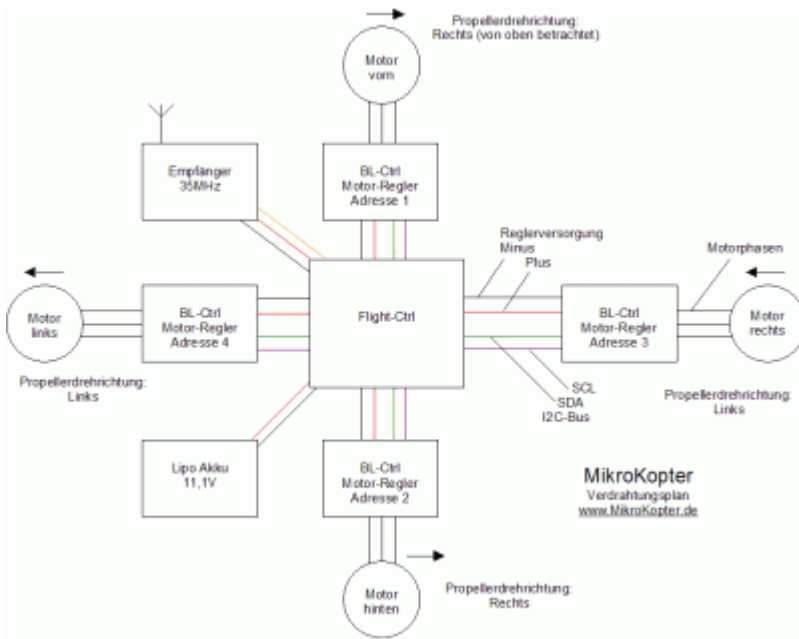 Propellerdrehrichtung:
Rechts (von oben betrachtet)
Motor
vorn
Empfänger
35MHz
BL-Ctrl
Motor-Regler
Adresse 1
Reglerversorgung
Minus
Plus
Motorphasen
Motor
links
BL-Ctrl
Motor-Regler
Adresse 4
Flight-Ctrl
BL-Ctrl
Motor-Regler
Adresse 3
Motor
rechts
Propellerdrehrichtung:
Links
SCL
SDA
I2C-Bus
Propellerdrehrichtung:
Links
Lipo Akku
11,1V
BL-Ctrl
Motor-Regler
Adresse 2
MikroKopter
Verdrahtungsplan
www.MikroKopter.de
Motor
hinten
Propellerdrehrichtung:
Rechts